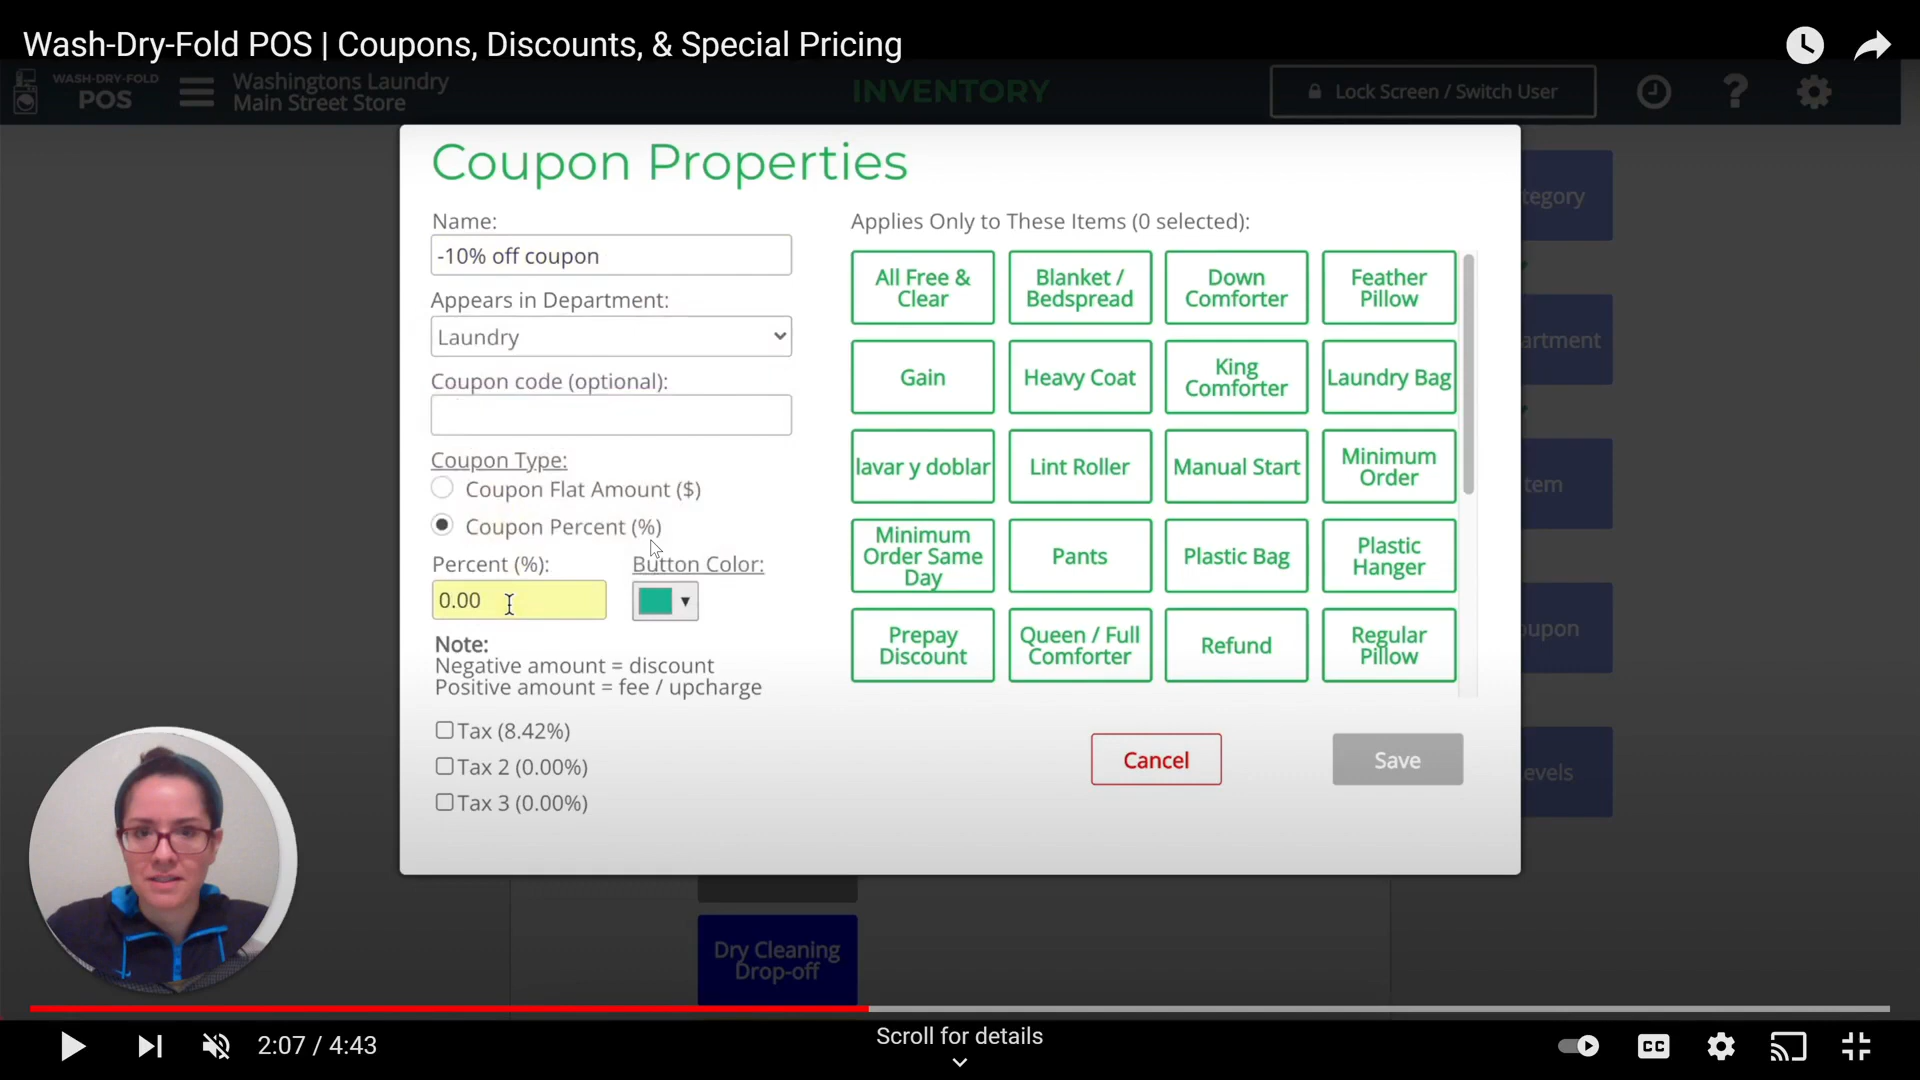 Wash-Dry-Fold POS | Coupons, Discounts, & Special Pricing
WASH-DRY-FOLD
POS
Washingtons Laundry
Main Street Store
INVENTORY
Lock Screen / Switch User
Coupon Properties
Name:
-10% off coupon
Appears in Department:
Laundry
Coupon code (optional):
Coupon Type:
Coupon Flat Amount ($)
Coupon Percent (%)
Percent (%):
Button Color:
0.00
Note:
Negative amount = discount
Positive amount = fee / upcharge
Tax (8.42%)
Tax 2 (0.00%)
Tax 3 (0.00%)
Applies Only to These Items (0 selected):
All Free &
Clear
Blanket /
Bedspread
Down
Comforter
Feather
Pillow
Gain
Heavy Coat
King
Comforter
Laundry Bag
lavar y doblar
Lint Roller
Manual Start
Minimum
Order
Minimum
Order Same
Day
Pants
Plastic Bag
Plastic
Hanger
Prepay
Discount
Queen / Full
Comforter
Refund
Regular
Pillow
Cancel
Save
tegory
artment
tem
oupon
evels
Dry Cleaning
Drop-off
2:07 / 4:43
Scroll for details
CC